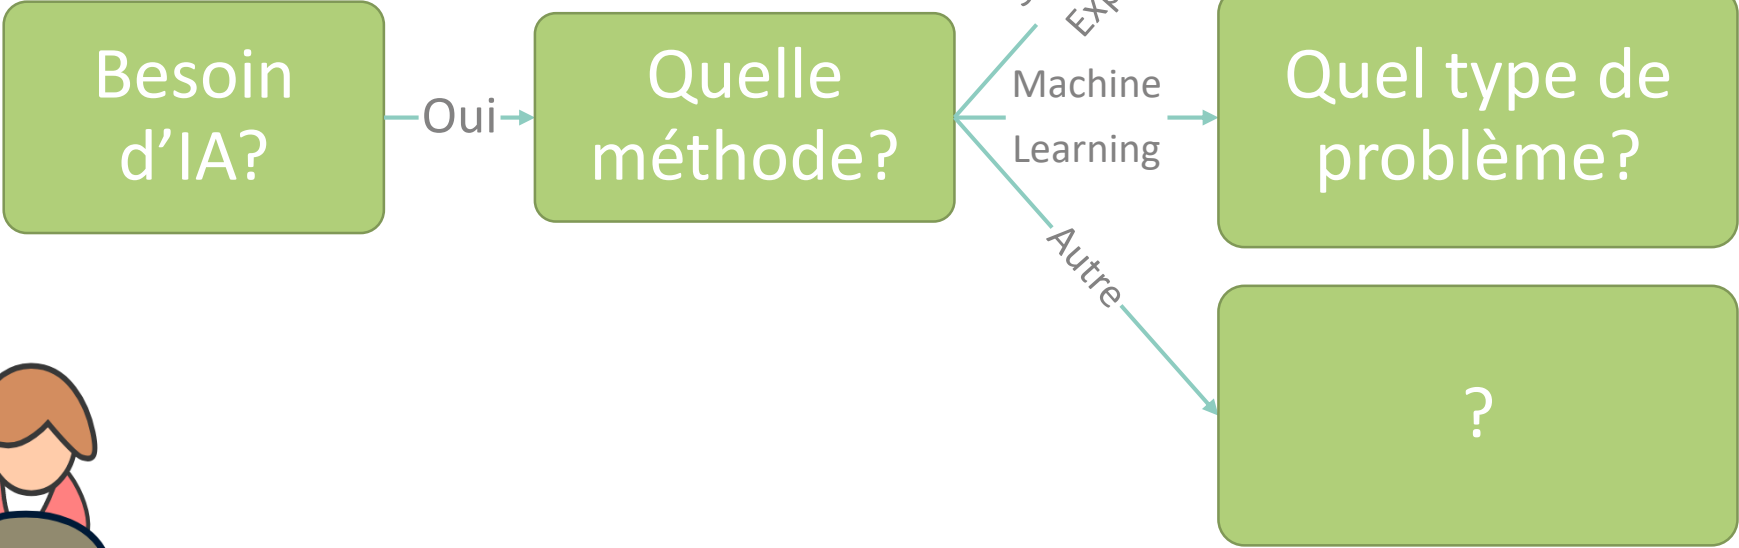 Besoin
d’IA?
Oui
Quelle
méthode?
Machine
Learning
Autre
Quel type de
problème?
?